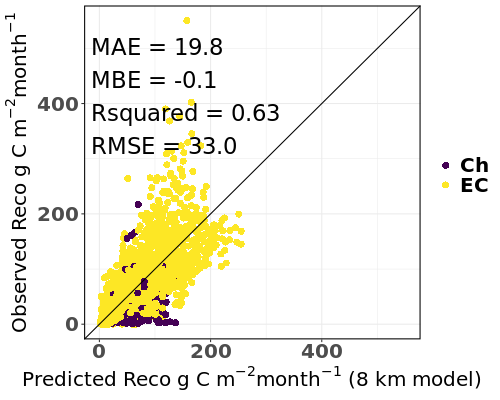 MAE = 19.8
MBE = -0.1
Rsquared = 0.63
RMSE = 33.0
400
200
0
0 200 400
Observed Reco g C m⁻²month⁻¹
Predicted Reco g C m⁻²month⁻¹ (8 km model)
Ch
EC